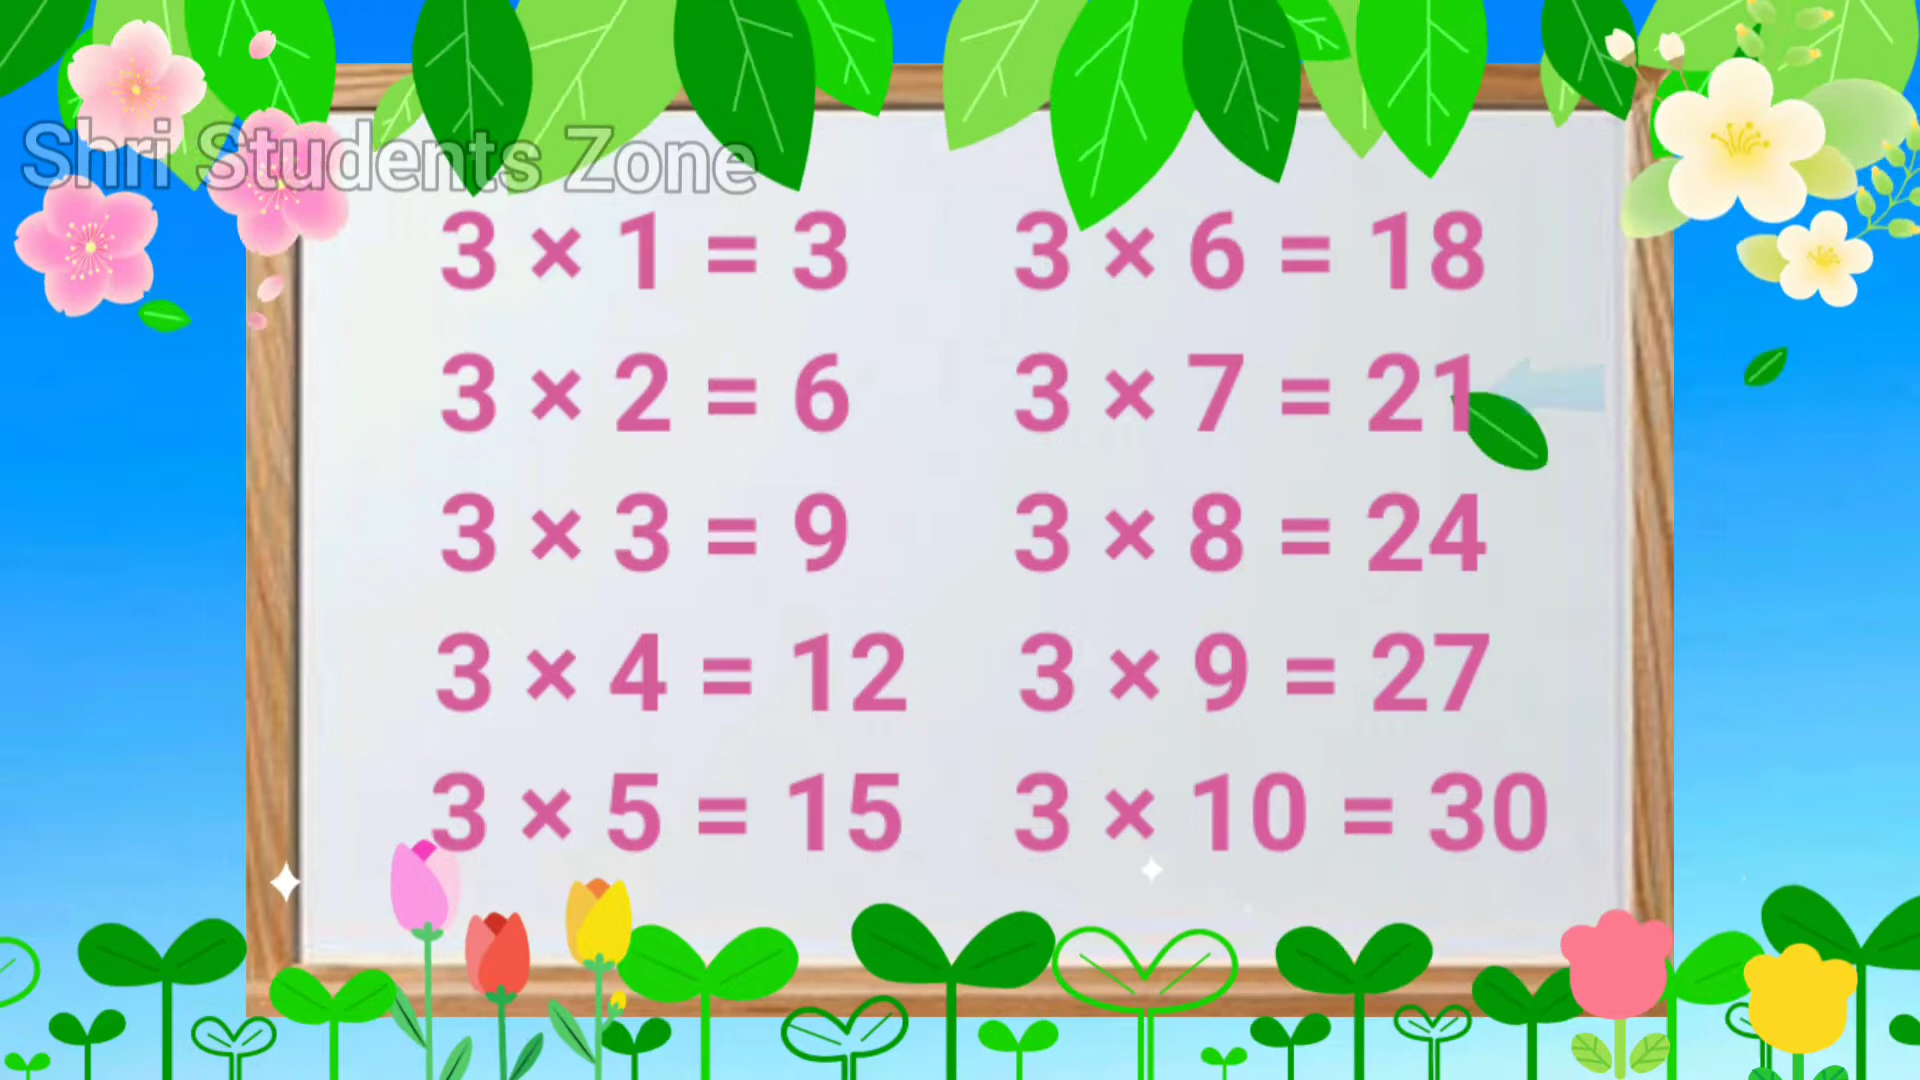 Shri Students Zone
3 × 1 = 3
3 × 2 = 6
3 × 3 = 9
3 × 4 = 12
3 × 5 = 15
3 × 6 = 18
3 × 7 = 21
3 × 8 = 24
3 × 9 = 27
3 × 10 = 30